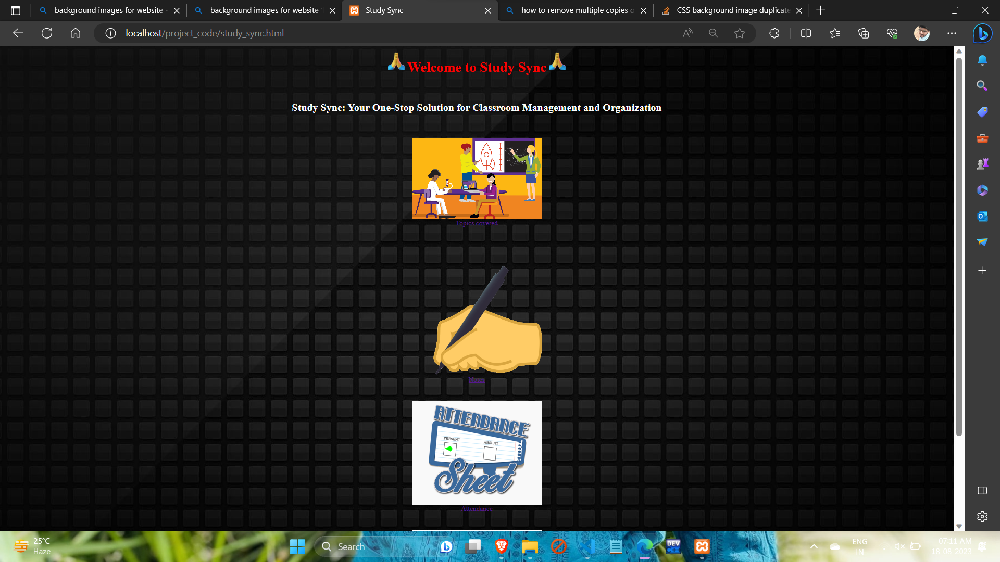 background images for website -
background images for website 1
Study Sync
how to remove multiple copies o
CSS background image duplicate
localhost/project_code/study_sync.html
Welcome to Study Sync
Study Sync: Your One-Stop Solution for Classroom Management and Organization
Topics covered
Notes
ATTENDANCE
PRESENT
ABSENT
Sheet
Attendance
25°C
Haze
Search
DEV
C++
ENG
IN
07:11 AM
18-08-2023